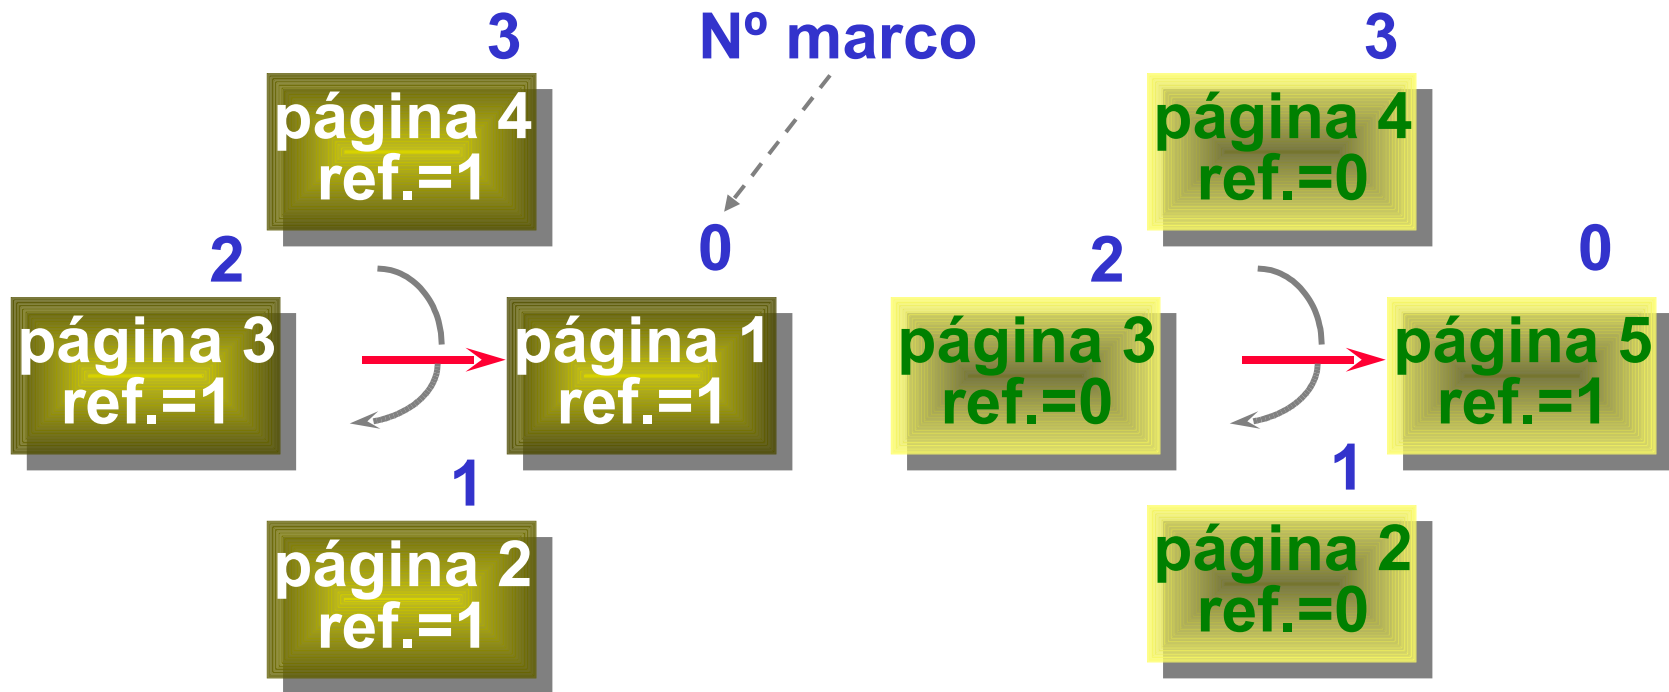 3
Nº marco
página 4
ref.=1
2
0
página 3
ref.=1
página 1
ref.=1
1
página 2
ref.=1
3
página 4
ref.=0
2
0
página 3
ref.=0
página 5
ref.=1
1
página 2
ref.=0